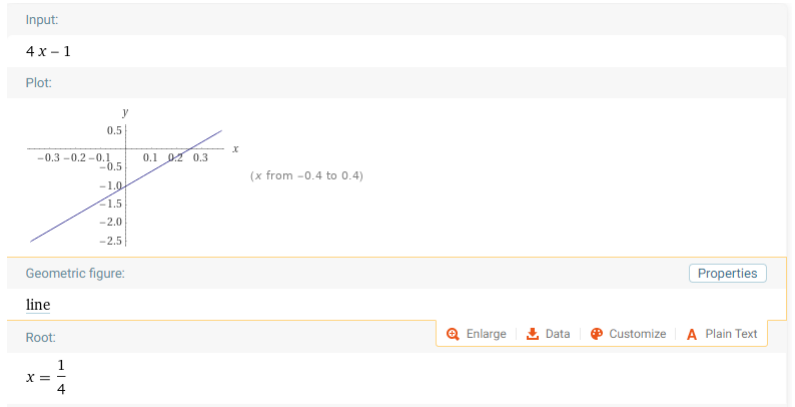 Input:
4 x – 1
Plot:
y
0.5
x
−0.3 −0.2 −0.1 0.1 0.2 0.3
−0.5
(x from −0.4 to 0.4)
−1.0
−1.5
−2.0
−2.5
Geometric figure: Properties
line
Enlarge Data Customize A Plain Text
Root:
x = 1/4